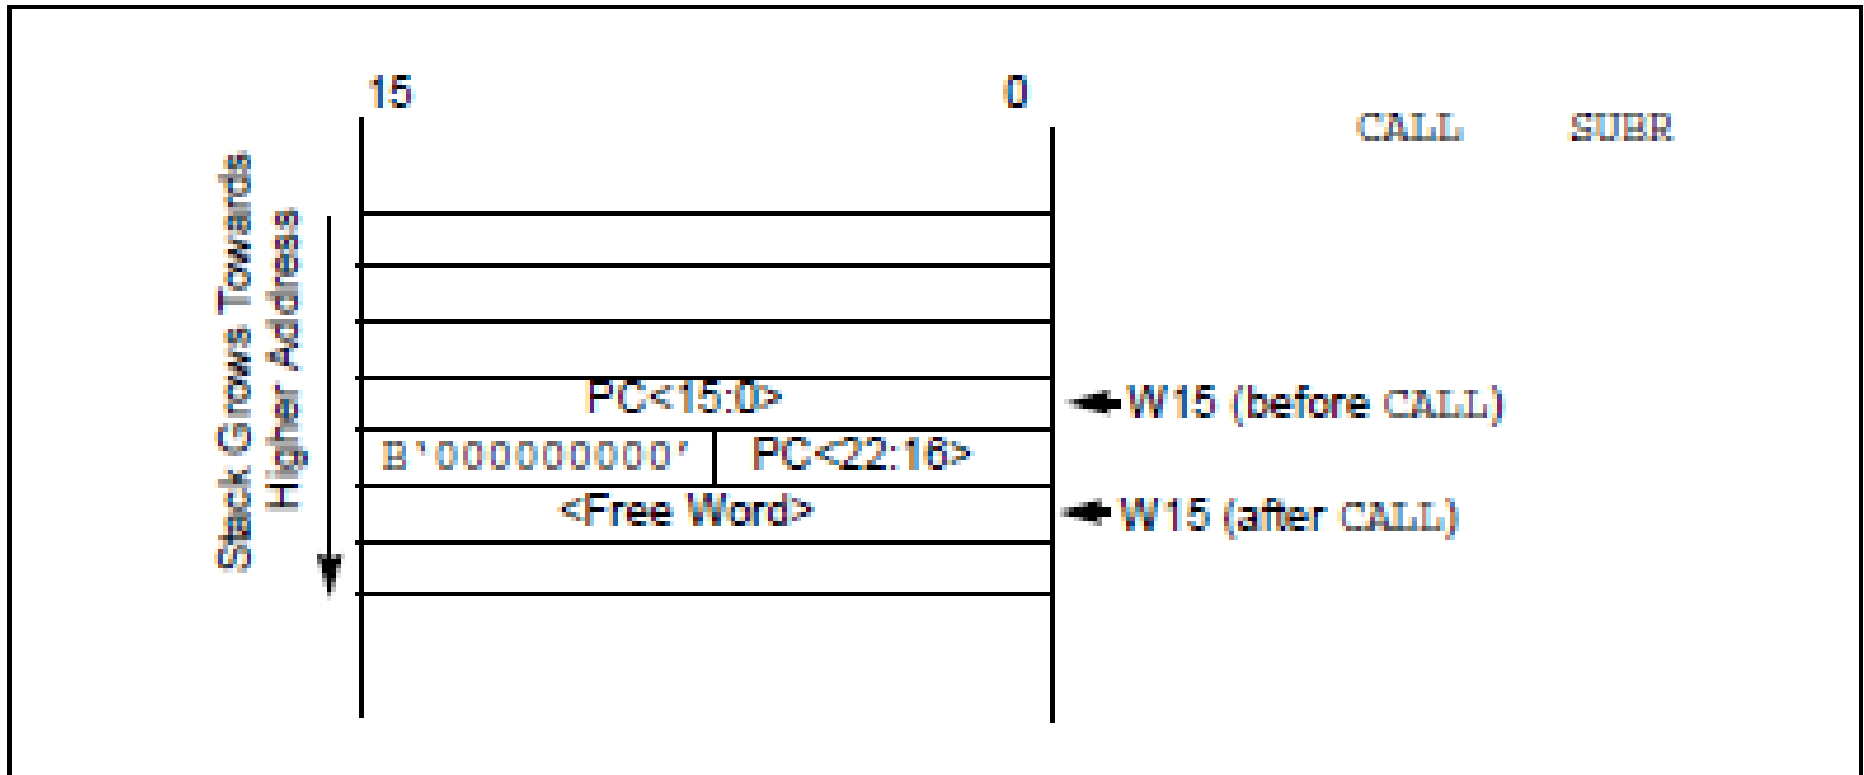 15 0
CALL SUBR
Stack Grows Towards
Higher Address
PC<15:0>
W15 (before CALL)
B'000000000' PC<22:16>
<Free Word>
W15 (after CALL)